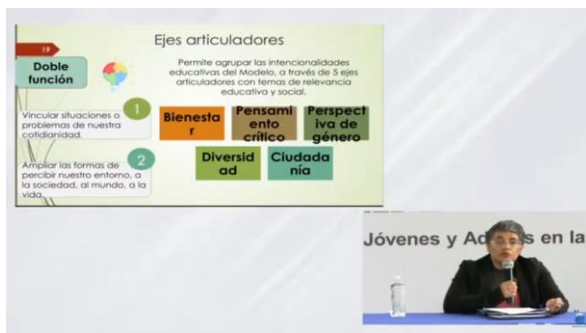 19
Ejes articuladores
Doble
función
Permite agrupar las intencionalidades
educativas del Modelo, a través de 5 ejes
articuladores con temas de relevancia
educativa y social.
1
Vincular situaciones o
problemas de nuestra
cotidianidad.
2
Ampliar las formas de
percibir nuestro entorno, a
la sociedad, al mundo, a la
vida
Bienesta
r
Pensami
ento
crítico
Perspect
iva de
género
Diversid
ad
Ciudada
nía
Jóvenes y Ad s en la